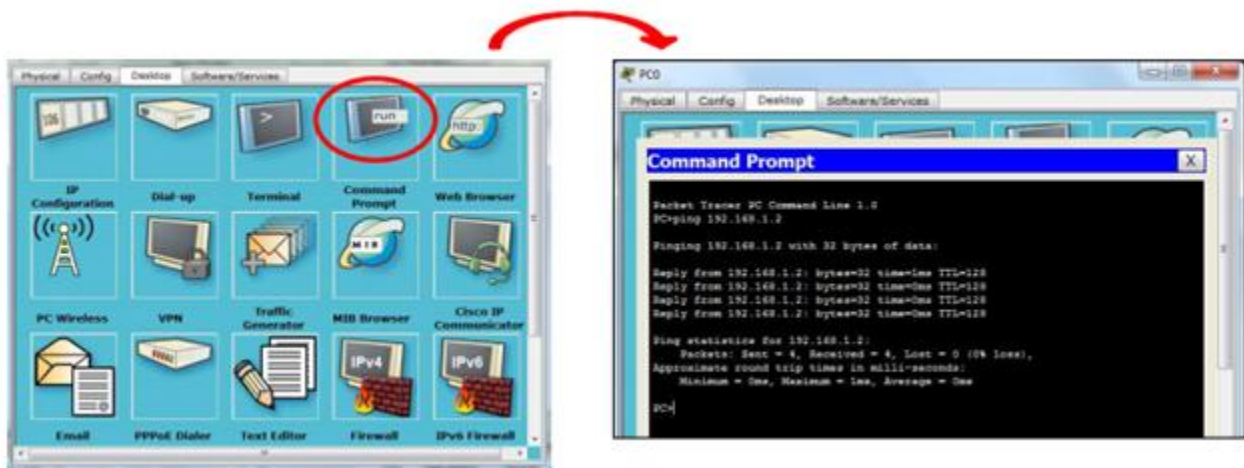 Physical Config Desktop Software/Services
106
>
run
http:
IP Configuration
Dial-up
Terminal
Command Prompt
Web Browser
MIB
PC Wireless
VPN
Traffic Generator
MIB Browser
Cisco IP Communicator
IPv4
IPv6
Email
PPPoE Dialer
Text Editor
Firewall
IPv6 Firewall
PC0
Physical Config Desktop Software/Services
Command Prompt
X
Packet Tracer PC Command Line 1.0
PC>ping 192.168.1.2
Pinging 192.168.1.2 with 32 bytes of data:
Reply from 192.168.1.2: bytes=32 time=1ms TTL=128
Reply from 192.168.1.2: bytes=32 time=0ms TTL=128
Reply from 192.168.1.2: bytes=32 time=0ms TTL=128
Reply from 192.168.1.2: bytes=32 time=0ms TTL=128
Ping statistics for 192.168.1.2:
Packets: Sent = 4, Received = 4, Lost = 0 (0% loss),
Approximate round trip times in milli-seconds:
Minimum = 0ms, Maximum = 1ms, Average = 0ms
PC>